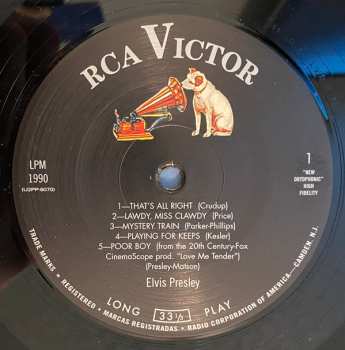 RCA VICTOR
LPM
1990
(J2PP-8070)
1
"NEW
ORTHOPHONIC"
HIGH
FIDELITY
1—THAT'S ALL RIGHT (Crudup)
2—LAWDY, MISS CLAWDY (Price)
3—MYSTERY TRAIN (Parker-Phillips)
4—PLAYING FOR KEEPS (Kesler)
5—POOR BOY (from the 20th Century-Fox
CinemaScope prod. "Love Me Tender")
(Presley-Matson)
Elvis Presley
LONG 33⅓ PLAY
TRADE MARKS • REGISTERED • MARCAS REGISTRADAS • RADIO CORPORATION OF AMERICA—CAMDEN, N.J.